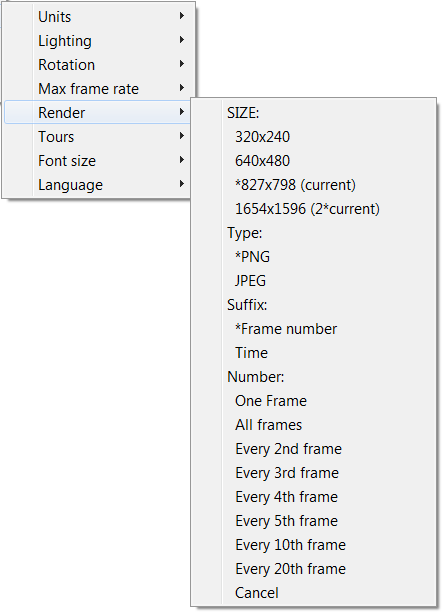 Units
Lighting
Rotation
Max frame rate
Render
Tours
Font size
Language
SIZE:
320x240
640x480
*827x798 (current)
1654x1596 (2*current)
Type:
*PNG
JPEG
Suffix:
*Frame number
Time
Number:
One Frame
All frames
Every 2nd frame
Every 3rd frame
Every 4th frame
Every 5th frame
Every 10th frame
Every 20th frame
Cancel